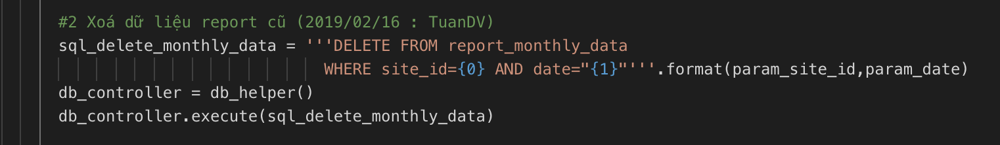 #2 Xoá dữ liệu report cũ (2019/02/16 : TuanDV)
sql_delete_monthly_data = '''DELETE FROM report_monthly_data
WHERE site_id={0} AND date="{1}"'''.format(param_site_id,param_date)
db_controller = db_helper()
db_controller.execute(sql_delete_monthly_data)